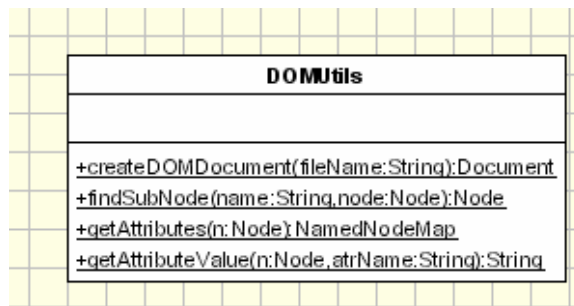 DOMUtils
+createDOMDocument(fileName:String):Document
+findSubNode(name:String,node:Node):Node
+getAttributes(n:Node):NamedNodeMap
+getAttributeValue(n:Node,atrName:String):String